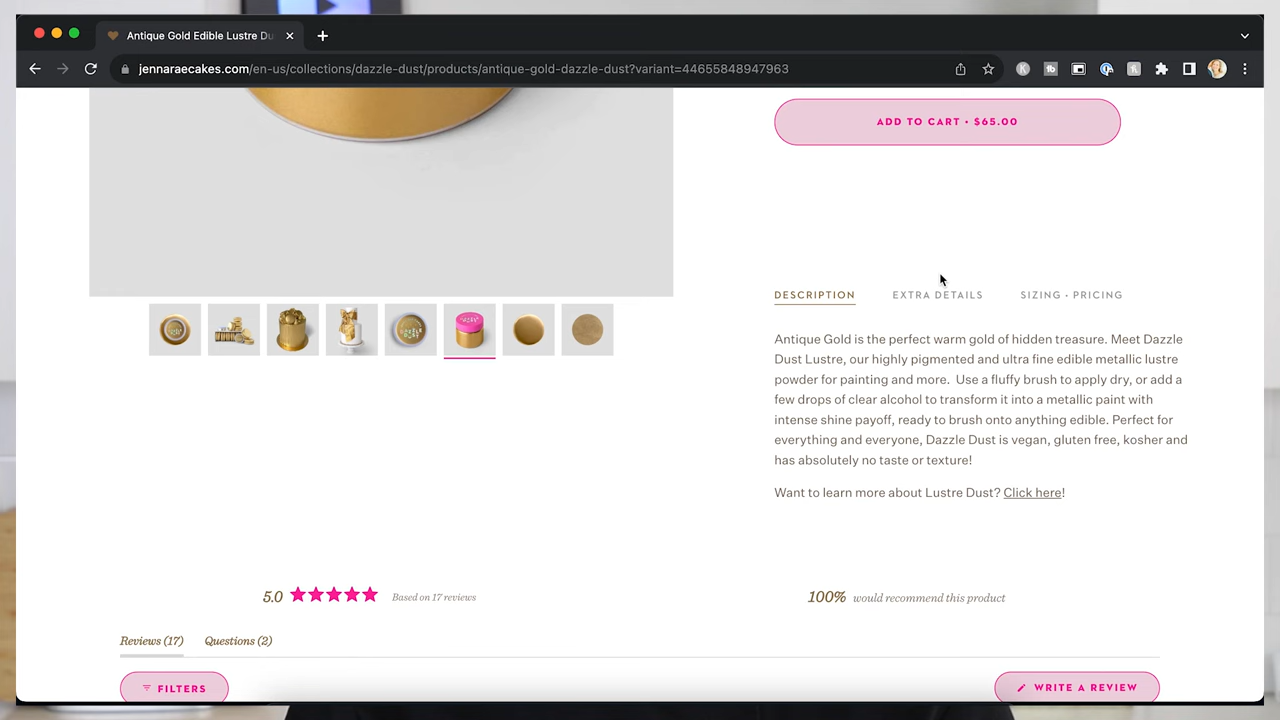 Antique Gold Edible Lustre Du
jennaraecakes.com/en-us/collections/dazzle-dust/products/antique-gold-dazzle-dust?variant=44655848947963
ADD TO CART • $65.00
DESCRIPTION
EXTRA DETAILS
SIZING • PRICING
Antique Gold is the perfect warm gold of hidden treasure. Meet Dazzle
Dust Lustre, our highly pigmented and ultra fine edible metallic lustre
powder for painting and more.  Use a fluffy brush to apply dry, or add a
few drops of clear alcohol to transform it into a metallic paint with
intense shine payoff, ready to brush onto anything edible. Perfect for
everything and everyone, Dazzle Dust is vegan, gluten free, kosher and
has absolutely no taste or texture!
Want to learn more about Lustre Dust? Click here!
5.0
Based on 17 reviews
100% would recommend this product
Reviews (17)
Questions (2)
FILTERS
WRITE A REVIEW